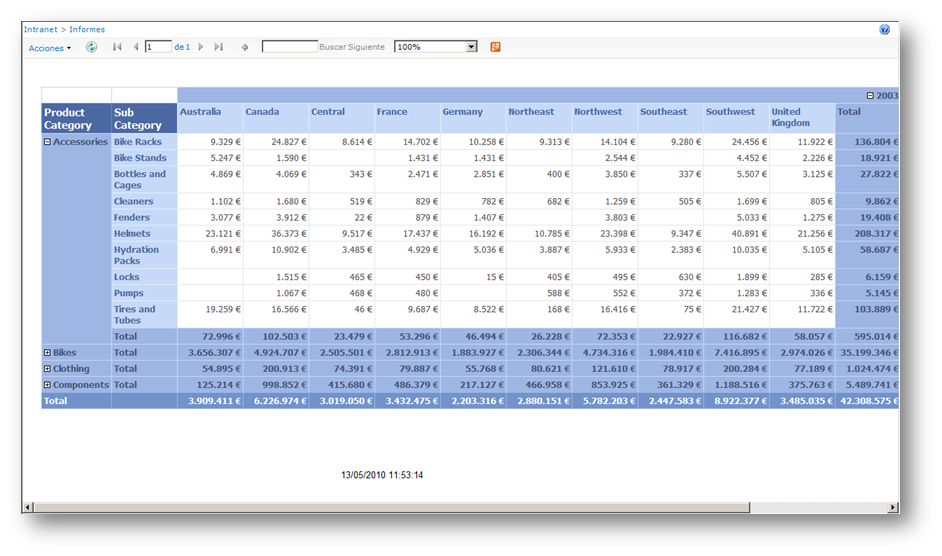 Intranet > Informes
Acciones 1 de 1 Buscar Siguiente 100%
2003
Product Category Sub Category Australia Canada Central France Germany Northeast Northwest Southeast Southwest United Kingdom Total
Accessories Bike Racks 9.329 € 24.827 € 8.614 € 14.702 € 10.258 € 9.313 € 14.104 € 9.280 € 24.456 € 11.922 € 136.804 €
Bike Stands 5.247 € 1.590 € 1.431 € 1.431 € 2.544 € 4.452 € 2.226 € 18.921 €
Bottles and Cages 4.869 € 4.069 € 343 € 2.471 € 2.851 € 400 € 3.850 € 337 € 5.507 € 3.125 € 27.822 €
Cleaners 1.102 € 1.680 € 519 € 829 € 782 € 682 € 1.259 € 505 € 1.699 € 805 € 9.862 €
Fenders 3.077 € 3.912 € 22 € 879 € 1.407 € 3.803 € 5.033 € 1.275 € 19.408 €
Helmets 23.121 € 36.373 € 9.517 € 17.437 € 16.192 € 10.785 € 23.398 € 9.347 € 40.891 € 21.256 € 208.317 €
Hydration Packs 6.991 € 10.902 € 3.485 € 4.929 € 5.036 € 3.887 € 5.933 € 2.383 € 10.035 € 5.105 € 58.687 €
Locks 1.515 € 465 € 450 € 15 € 405 € 495 € 630 € 1.899 € 285 € 6.159 €
Pumps 1.067 € 468 € 480 € 588 € 552 € 372 € 1.283 € 336 € 5.145 €
Tires and Tubes 19.259 € 16.566 € 46 € 9.687 € 8.522 € 168 € 16.416 € 75 € 21.427 € 11.722 € 103.889 €
Total 72.996 € 102.503 € 23.479 € 53.296 € 46.494 € 26.228 € 72.353 € 22.927 € 116.682 € 58.057 € 595.014 €
Bikes Total 3.656.307 € 4.924.707 € 2.505.501 € 2.812.913 € 1.883.927 € 2.306.344 € 4.734.316 € 1.984.410 € 7.416.895 € 2.974.026 € 35.199.346 €
Clothing Total 54.895 € 200.913 € 74.391 € 79.887 € 55.768 € 80.621 € 121.610 € 78.917 € 200.284 € 77.189 € 1.024.474 €
Components Total 125.214 € 998.852 € 415.680 € 486.379 € 217.127 € 466.958 € 853.925 € 361.329 € 1.188.516 € 375.763 € 5.489.741 €
Total 3.909.411 € 6.226.974 € 3.019.050 € 3.432.475 € 2.203.316 € 2.880.151 € 5.782.203 € 2.447.583 € 8.922.377 € 3.485.035 € 42.308.575 €
13/05/2010 11:53:14